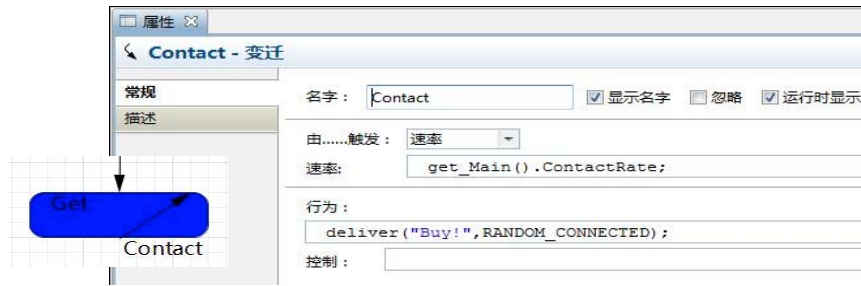 属性
Contact - 变迁
常规
描述
名字： Contact 显示名字 忽略 运行时显示
由......触发： 速率
速率: get_Main().ContactRate;
行为：
deliver("Buy!",RANDOM_CONNECTED);
控制：
Get
Contact